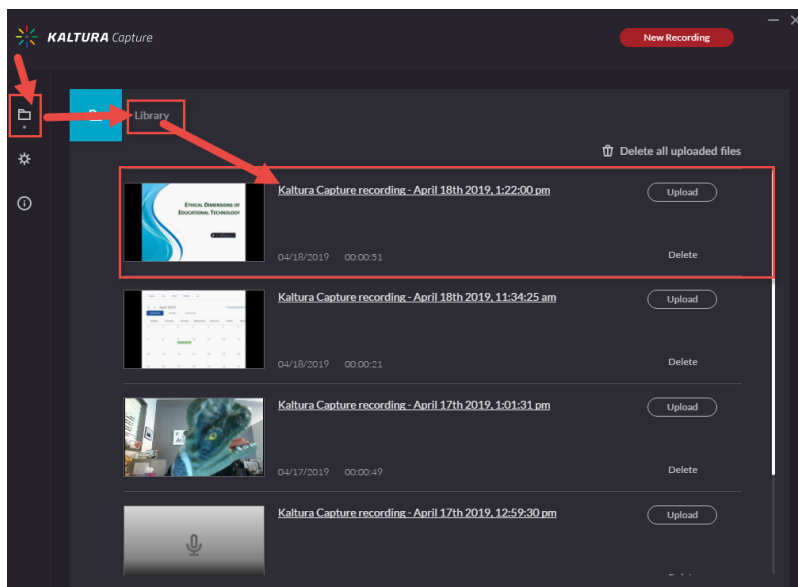 KALTURA Capture
New Recording
Library
Delete all uploaded files
ETHICAL DIMENSIONS OF
EDUCATIONAL TECHNOLOGY
Kaltura Capture recording - April 18th 2019, 1:22:00 pm
Upload
04/18/2019 00:00:51
Delete
April 2019
Kaltura Capture recording - April 18th 2019, 11:34:25 am
Upload
04/18/2019 00:00:21
Delete
Kaltura Capture recording - April 17th 2019, 1:01:31 pm
Upload
04/17/2019 00:00:49
Delete
Kaltura Capture recording - April 17th 2019, 12:59:30 pm
Upload